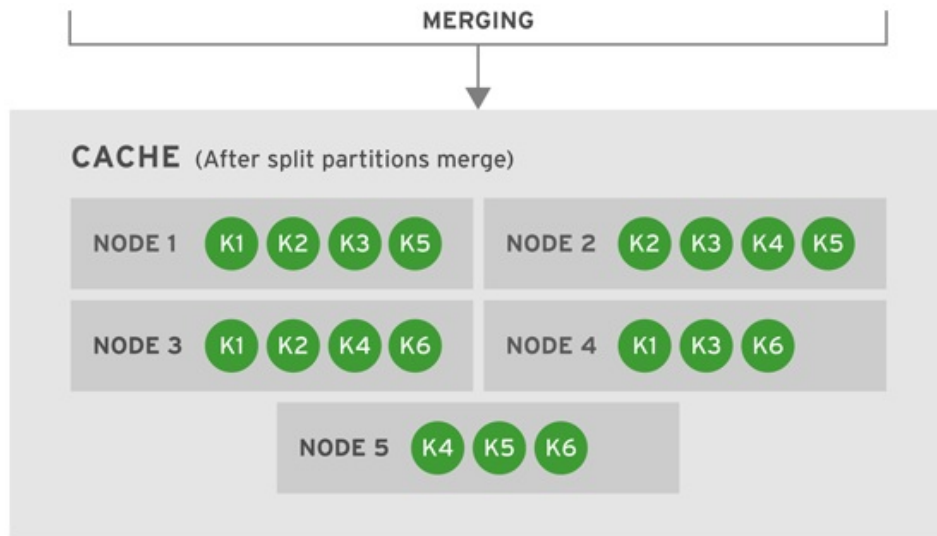 MERGING
CACHE (After split partitions merge)
NODE 1 K1 K2 K3 K5
NODE 2 K2 K3 K4 K5
NODE 3 K1 K2 K4 K6
NODE 4 K1 K3 K6
NODE 5 K4 K5 K6